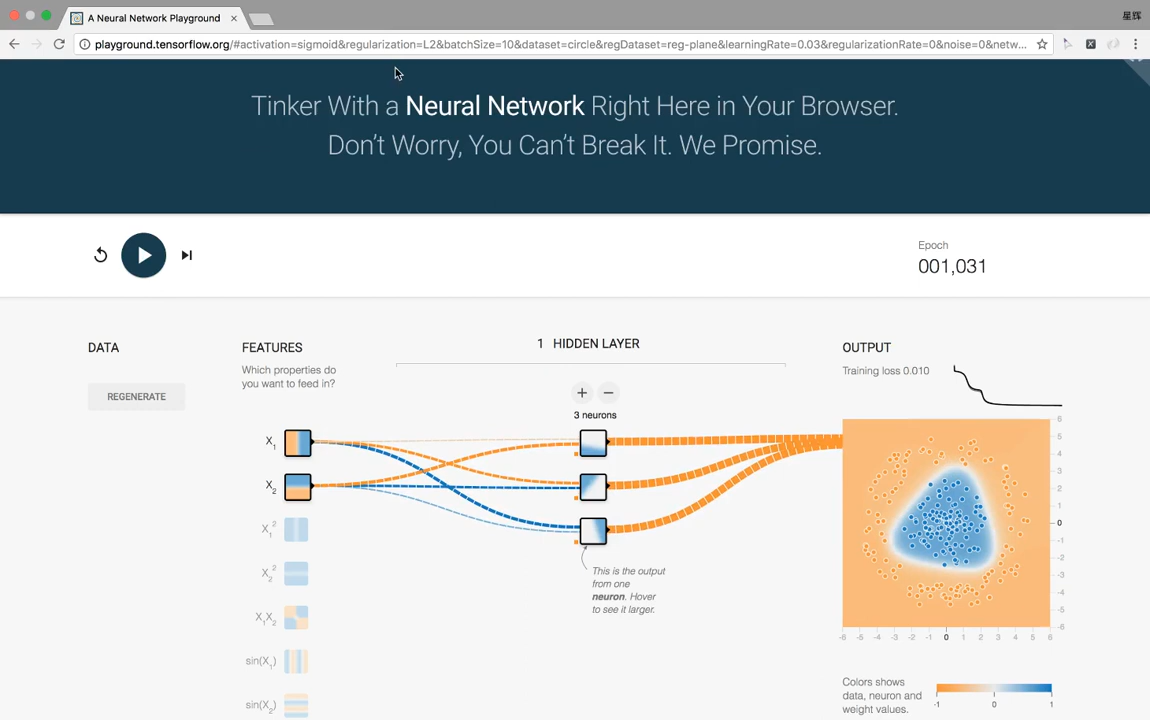 A Neural Network Playground
星辉
playground.tensorflow.org/#activation=sigmoid&regularization=L2&batchSize=10&dataset=circle&regDataset=reg-plane&learningRate=0.03&regularizationRate=0&noise=0&netw...
Tinker With a Neural Network Right Here in Your Browser.
Don't Worry, You Can't Break It. We Promise.
Epoch
001,031
DATA
FEATURES
1 HIDDEN LAYER
OUTPUT
Which properties do
you want to feed in?
Training loss 0.010
REGENERATE
3 neurons
X1
X2
X1²
X2²
X1X2
sin(X1)
sin(X2)
This is the output
from one
neuron. Hover
to see it larger.
6
5
4
3
2
1
0
-1
-2
-3
-4
-5
-6
-6 -5 -4 -3 -2 -1 0 1 2 3 4 5 6
Colors shows
data, neuron and
weight values.
-1 0 1